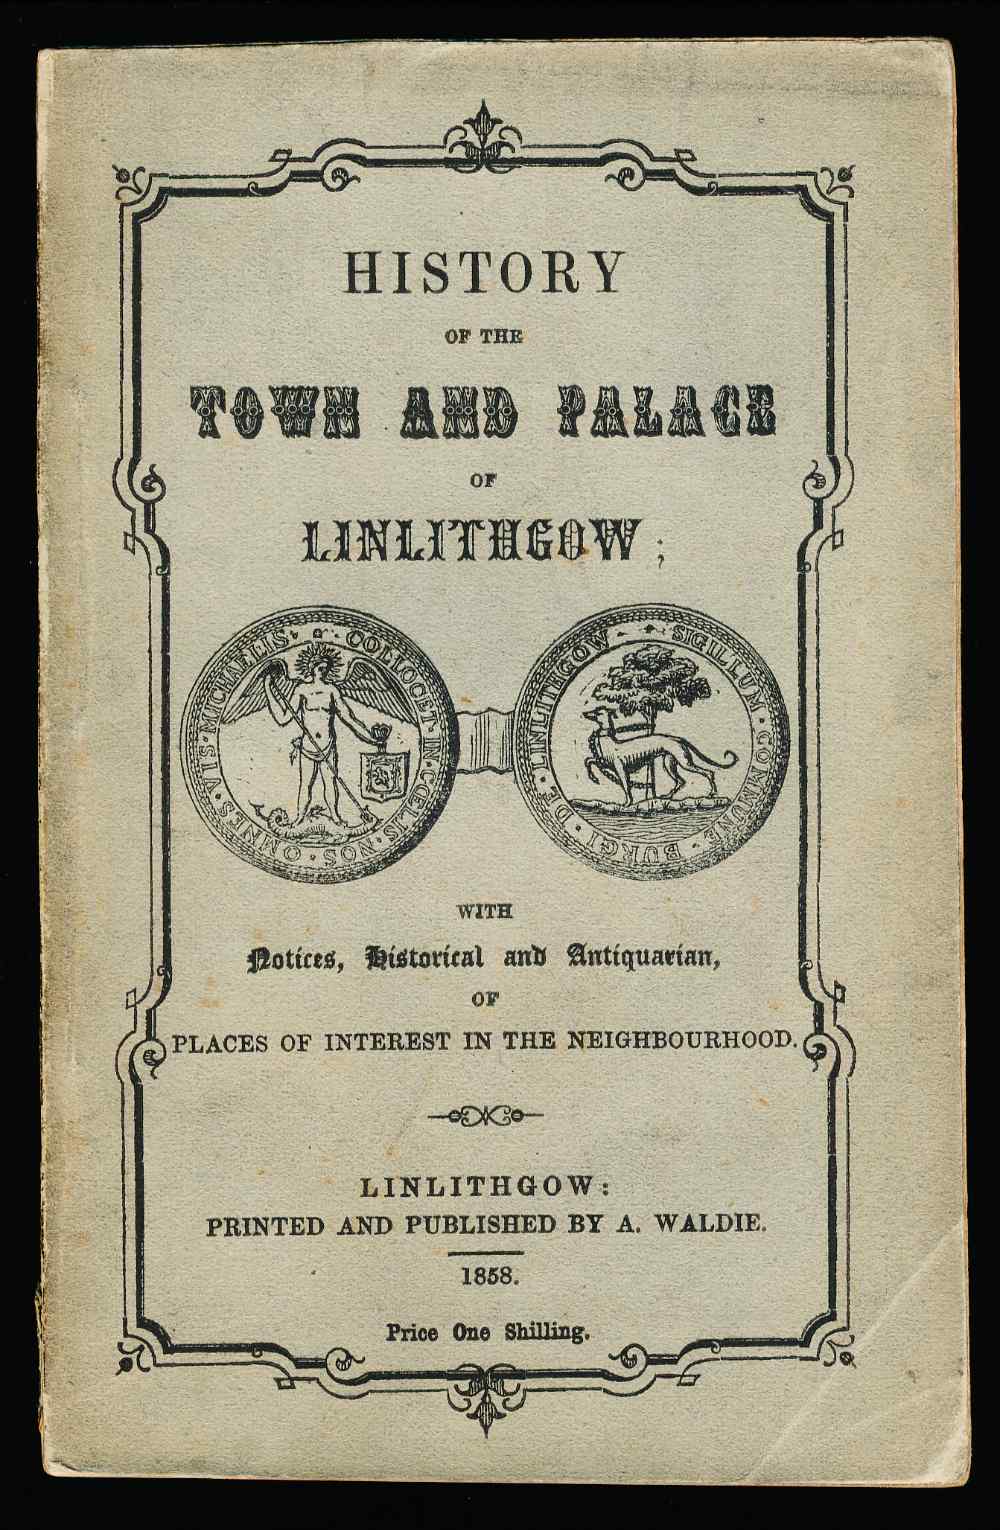 HISTORY
OF THE
TOWN AND PALACE
OF
LINLITHGOW;
VIS · MICHAELIS · COLLOCET · IN · CŒLIS · NOS · OMNES ·
SIGILLUM · COMMUNE · BURGI · DE · LINLITHGOW
WITH
Notices, Historical and Antiquarian,
OF
PLACES OF INTEREST IN THE NEIGHBOURHOOD.
LINLITHGOW:
PRINTED AND PUBLISHED BY A. WALDIE.
1858.
Price One Shilling.